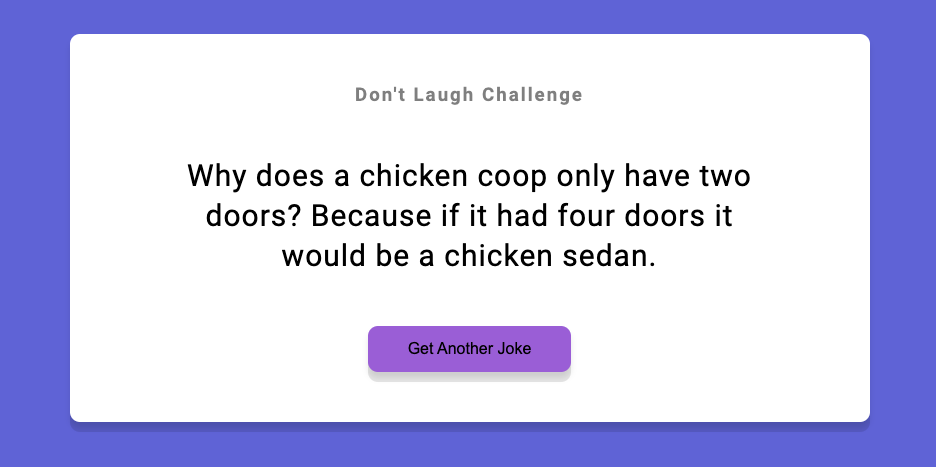 Don't Laugh Challenge
Why does a chicken coop only have two
doors? Because if it had four doors it
would be a chicken sedan.
Get Another Joke